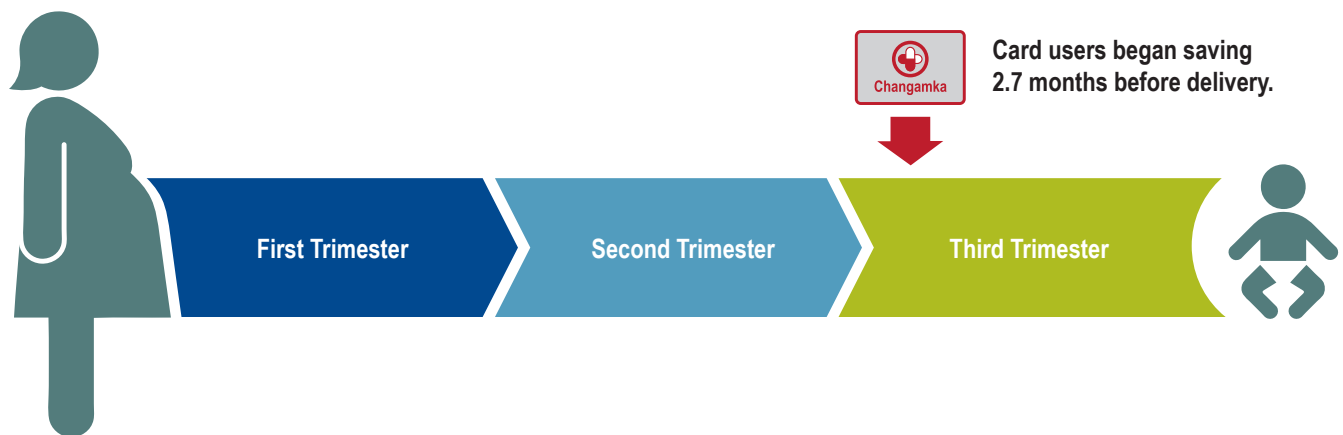 Changamka
Card users began saving
2.7 months before delivery.
First Trimester
Second Trimester
Third Trimester